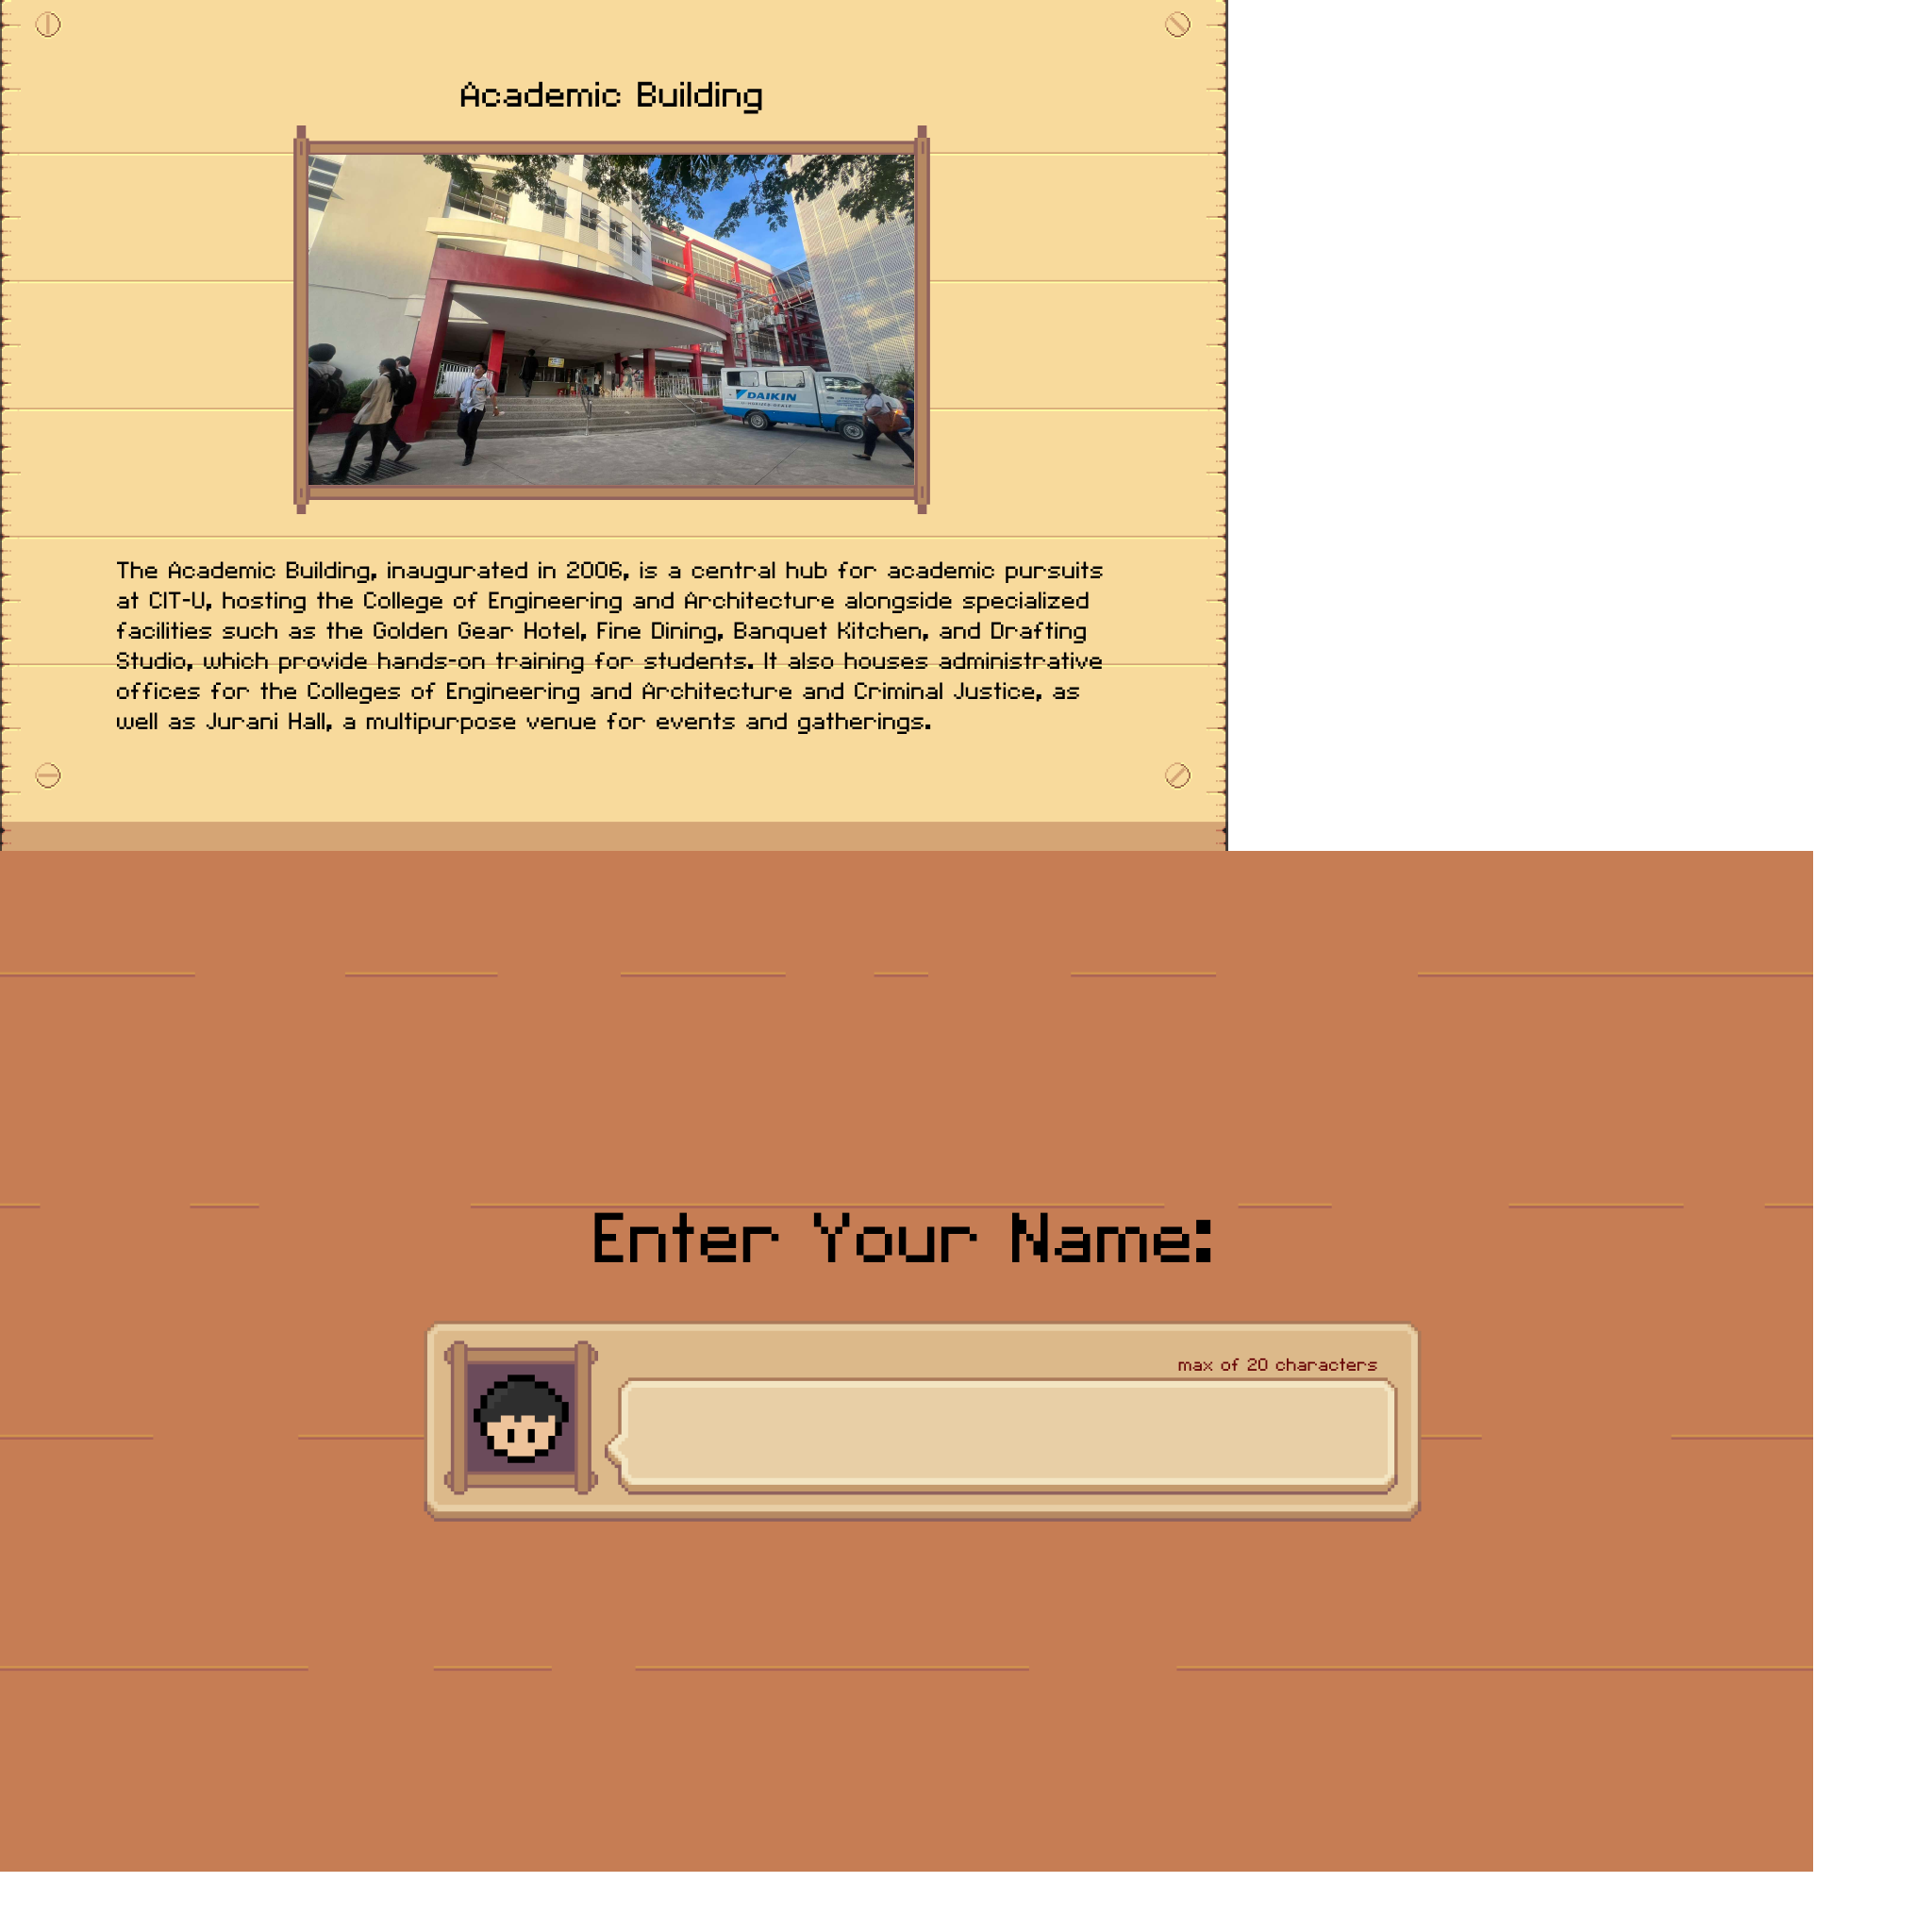 Academic Building
DAIKIN
The Academic Building, inaugurated in 2006, is a central hub for academic pursuits
at CIT-U, hosting the College of Engineering and Architecture alongside specialized
facilities such as the Golden Gear Hotel, Fine Dining, Banquet Kitchen, and Drafting
Studio, which provide hands-on training for students. It also houses administrative
offices for the Colleges of Engineering and Architecture and Criminal Justice, as
well as Jurani Hall, a multipurpose venue for events and gatherings.
Enter Your Name:
max of 20 characters